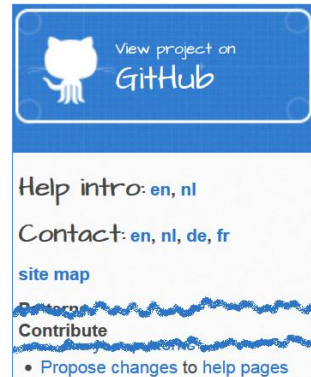 View project on
GitHub
Help intro: en, nl
Contact: en, nl, de, fr
site map
Contribute
• Propose changes to help pages